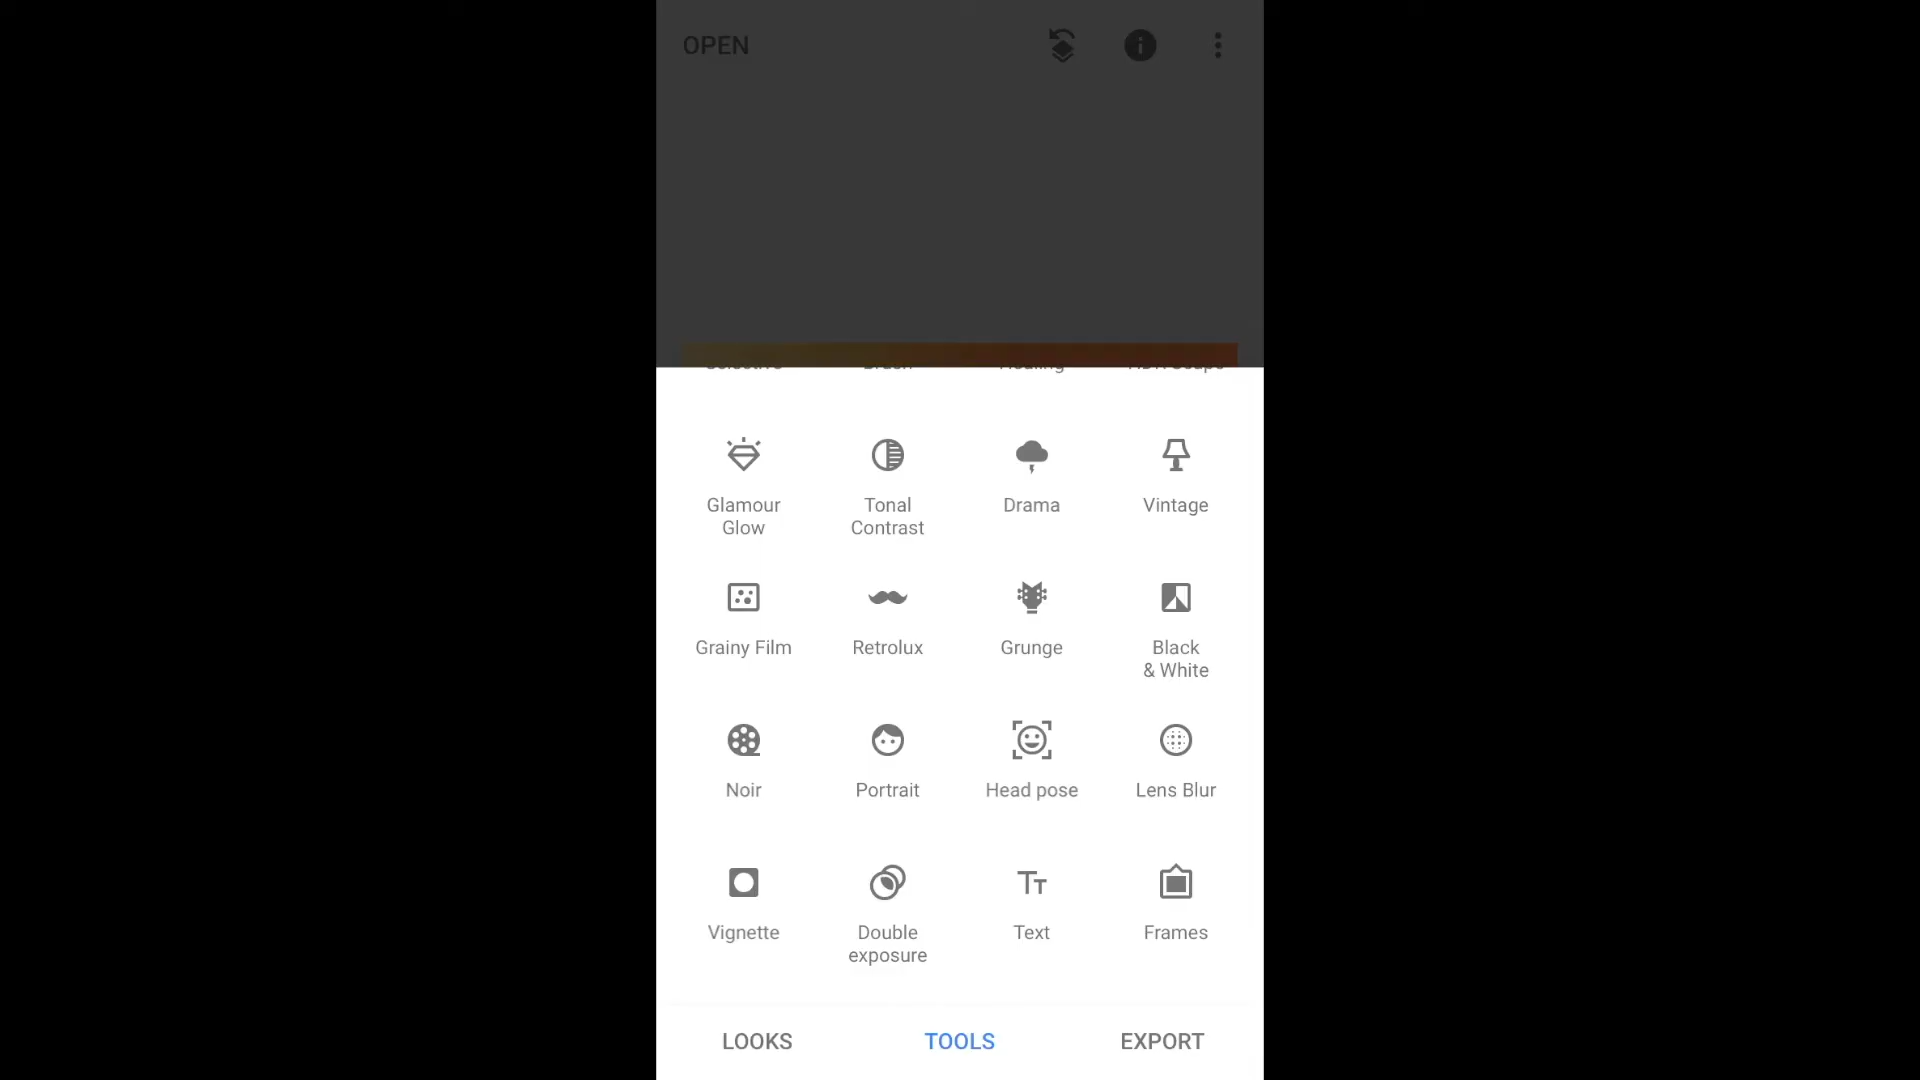 OPEN
Glamour
Glow
Tonal
Contrast
Drama
Vintage
Grainy Film
Retrolux
Grunge
Black
& White
Noir
Portrait
Head pose
Lens Blur
Vignette
Double
exposure
Text
Frames
LOOKS
TOOLS
EXPORT